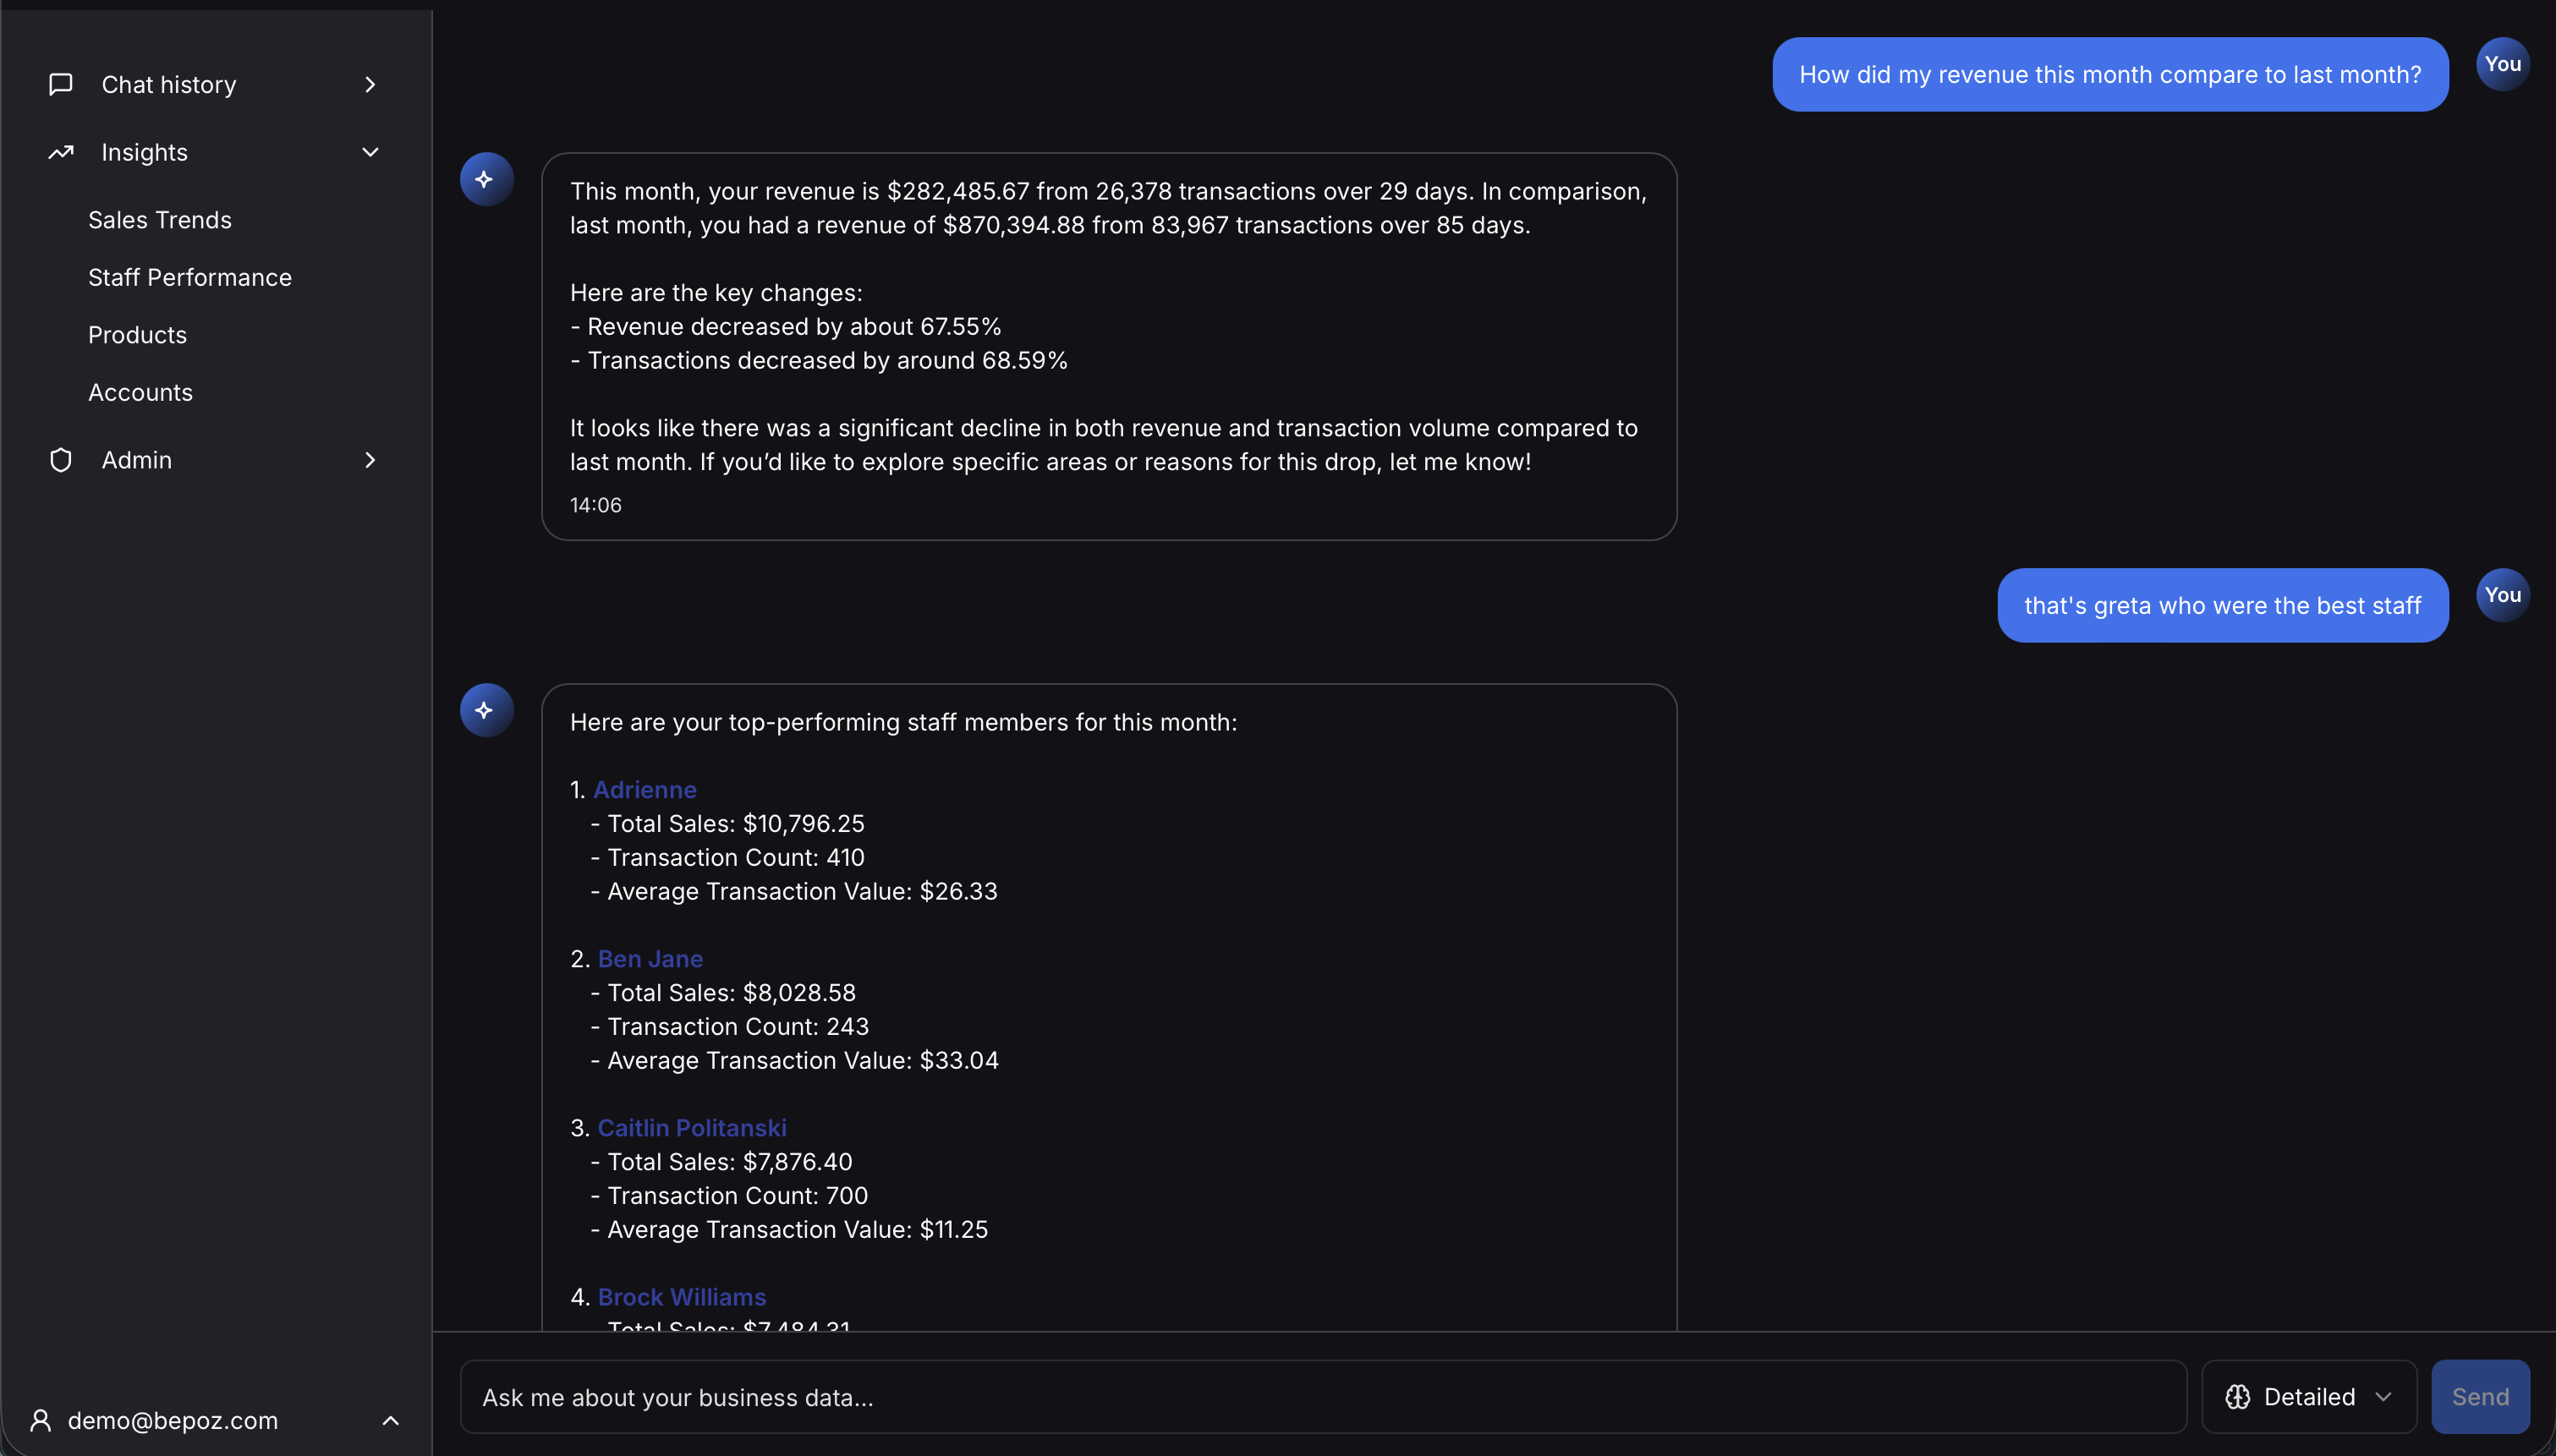 Chat history
Insights
Sales Trends
Staff Performance
Products
Accounts
Admin
demo@bepoz.com
How did my revenue this month compare to last month?
You
This month, your revenue is $282,485.67 from 26,378 transactions over 29 days. In comparison,
last month, you had a revenue of $870,394.88 from 83,967 transactions over 85 days.
Here are the key changes:
- Revenue decreased by about 67.55%
- Transactions decreased by around 68.59%
It looks like there was a significant decline in both revenue and transaction volume compared to
last month. If you’d like to explore specific areas or reasons for this drop, let me know!
14:06
that's greta who were the best staff
You
Here are your top-performing staff members for this month:
1. Adrienne
- Total Sales: $10,796.25
- Transaction Count: 410
- Average Transaction Value: $26.33
2. Ben Jane
- Total Sales: $8,028.58
- Transaction Count: 243
- Average Transaction Value: $33.04
3. Caitlin Politanski
- Total Sales: $7,876.40
- Transaction Count: 700
- Average Transaction Value: $11.25
4. Brock Williams
- Total Sales: $7,484.31
Ask me about your business data...
Detailed
Send